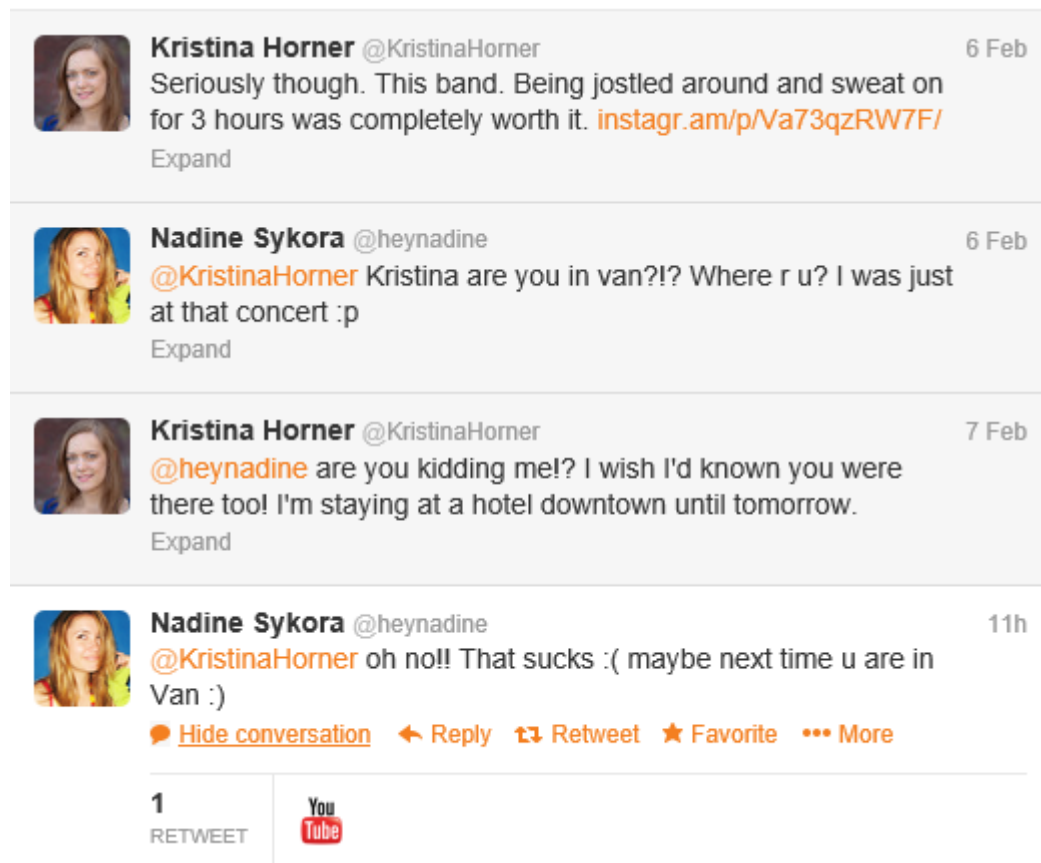 Kristina Horner @KristinaHorner 6 Feb
Seriously though. This band. Being jostled around and sweat on
for 3 hours was completely worth it. instagr.am/p/Va73qzRW7F/
Expand
Nadine Sykora @heynadine 6 Feb
@KristinaHorner Kristina are you in van?!? Where r u? I was just
at that concert :p
Expand
Kristina Horner @KristinaHorner 7 Feb
@heynadine are you kidding me!? I wish I'd known you were
there too! I'm staying at a hotel downtown until tomorrow.
Expand
Nadine Sykora @heynadine 11h
@KristinaHorner oh no!! That sucks :( maybe next time u are in
Van :)
Hide conversation Reply Retweet Favorite More
1
RETWEET
You
Tube